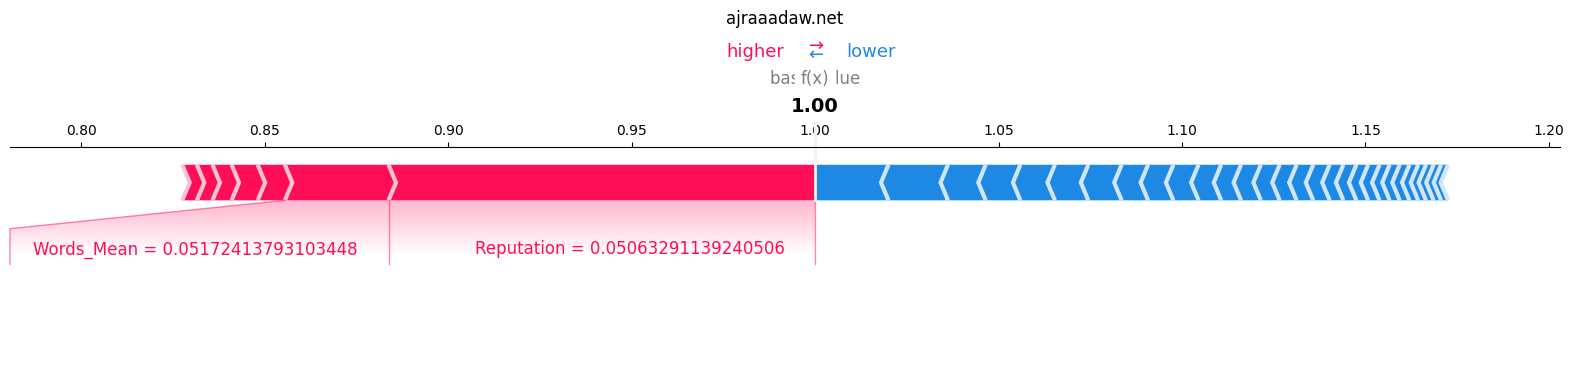 ajraaadaw.net
higher → ← lower
f(x)
1.00
0.80 0.85 0.90 0.95 1.00 1.05 1.10 1.15 1.20
Words_Mean = 0.05172413793103448 Reputation = 0.05063291139240506